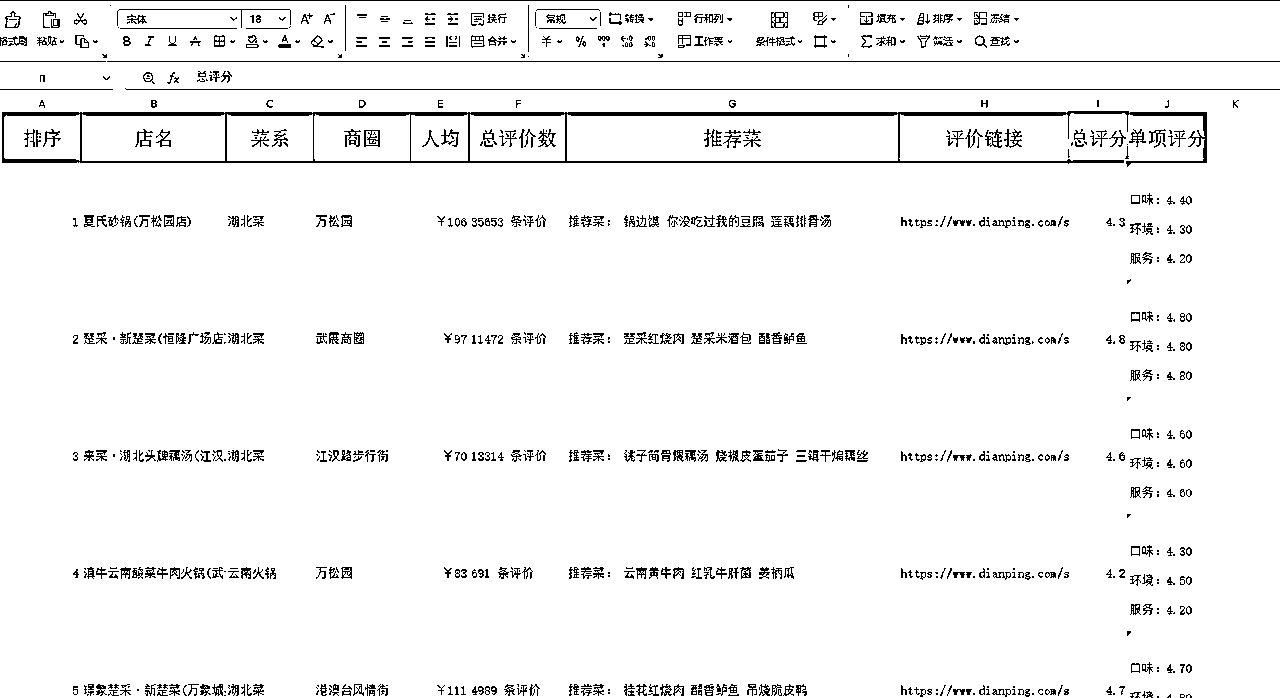 宋体 18 A+ A- 换行 常规 转换 行和列 填充 排序 冻结
格式刷 粘贴 B I U A A 合并 ¥ % 工作表 条件格式 求和 筛选 查找
I1 fx 总评分
A B C D E F G H I J K
排序 店名 菜系 商圈 人均 总评价数 推荐菜 评价链接 总评分 单项评分
口味: 4.40
1 夏氏砂锅(万松园店) 湖北菜 万松园 ¥106 35653 条评价 推荐菜: 锅边馍 你没吃过我的豆腐 莲藕排骨汤 https://www.dianping.com/s 4.3
环境: 4.30
服务: 4.20
口味: 4.80
2 楚采·新楚菜(恒隆广场店 湖北菜 武展商圈 ¥97 11472 条评价 推荐菜: 楚采红烧肉 楚采米酒包 醋香鲈鱼 https://www.dianping.com/s 4.8
环境: 4.80
服务: 4.80
口味: 4.60
3 来菜·湖北头牌藕汤(江汉 湖北菜 江汉路步行街 ¥70 13314 条评价 推荐菜: 铫子筒骨煨藕汤 烧椒皮蛋茄子 三鲜干煸藕丝 https://www.dianping.com/s 4.6
环境: 4.60
服务: 4.60
口味: 4.30
4 滇牛云南酸菜牛肉火锅(武 云南火锅 万松园 ¥83 691 条评价 推荐菜: 云南黄牛肉 红乳牛肝菌 姜柄瓜 https://www.dianping.com/s 4.2
环境: 4.50
服务: 4.20
口味: 4.70
5 璟象楚采·新楚菜(万象城 湖北菜 港澳台风情街 ¥111 4989 条评价 推荐菜: 桂花红烧肉 醋香鲈鱼 吊烧脆皮鸭 https://www.dianping.com/s 4.7